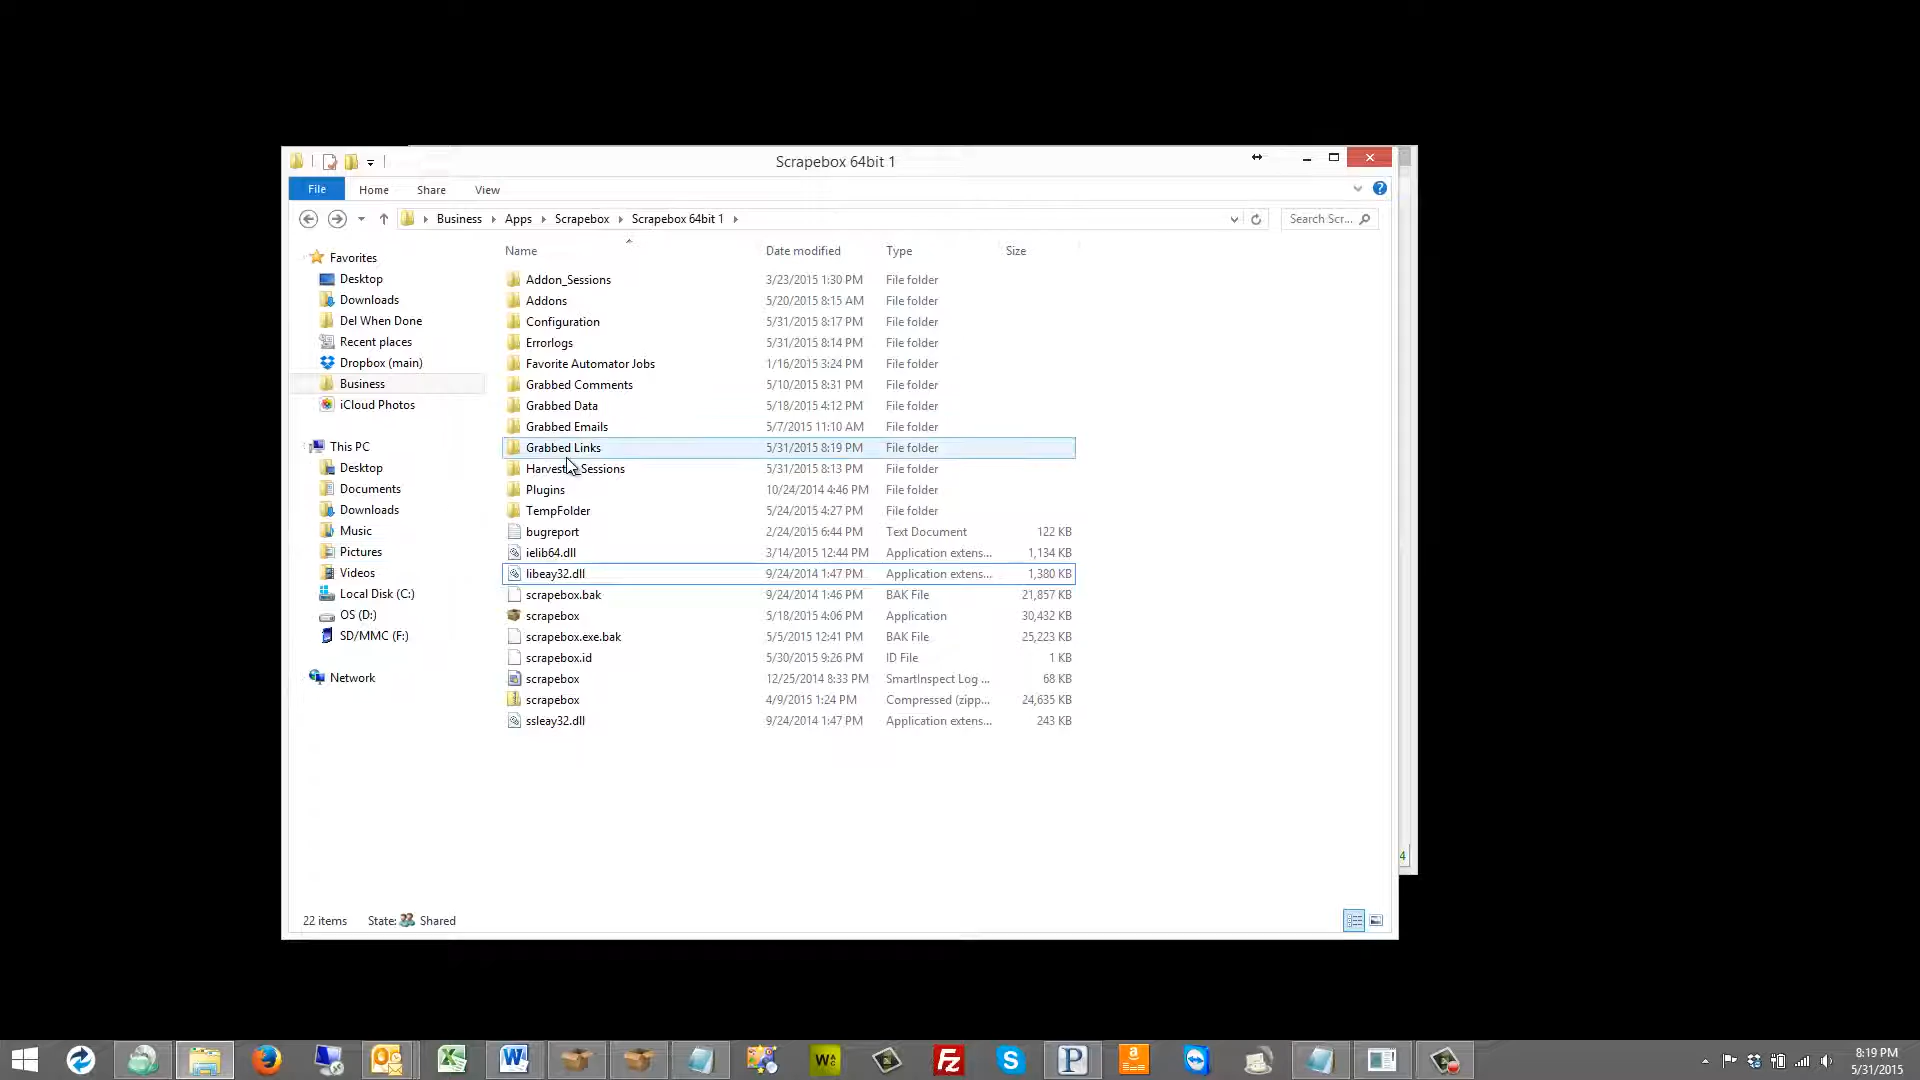 Scrapebox 64bit 1
File Home Share View
Business Apps Scrapebox Scrapebox 64bit 1 Search Scr...
Name Date modified Type Size
Favorites
Desktop
Downloads
Del When Done
Recent places
Dropbox (main)
Business
iCloud Photos
This PC
Desktop
Documents
Downloads
Music
Pictures
Videos
Local Disk (C:)
OS (D:)
SD/MMC (F:)
Network
Addon_Sessions 3/23/2015 1:30 PM File folder
Addons 5/20/2015 8:15 AM File folder
Configuration 5/31/2015 8:17 PM File folder
Errorlogs 5/31/2015 8:14 PM File folder
Favorite Automator Jobs 1/16/2015 3:24 PM File folder
Grabbed Comments 5/10/2015 8:31 PM File folder
Grabbed Data 5/18/2015 4:12 PM File folder
Grabbed Emails 5/7/2015 11:10 AM File folder
Grabbed Links 5/31/2015 8:19 PM File folder
5/31/2015 8:13 PM File folder
Plugins 10/24/2014 4:46 PM File folder
TempFolder 5/24/2015 4:27 PM File folder
bugreport 2/24/2015 6:44 PM Text Document 122 KB
ielib64.dll 3/14/2015 12:44 PM Application extens... 1,134 KB
libeay32.dll 9/24/2014 1:47 PM Application extens... 1,380 KB
scrapebox.bak 9/24/2014 1:46 PM BAK File 21,857 KB
scrapebox 5/18/2015 4:06 PM Application 30,432 KB
scrapebox.exe.bak 5/5/2015 12:41 PM BAK File 25,223 KB
scrapebox.id 5/30/2015 9:26 PM ID File 1 KB
scrapebox 12/25/2014 8:33 PM SmartInspect Log ... 68 KB
scrapebox 4/9/2015 1:24 PM Compressed (zipp... 24,635 KB
ssleay32.dll 9/24/2014 1:47 PM Application extens... 243 KB
4
22 items State: Shared
8:19 PM
5/31/2015